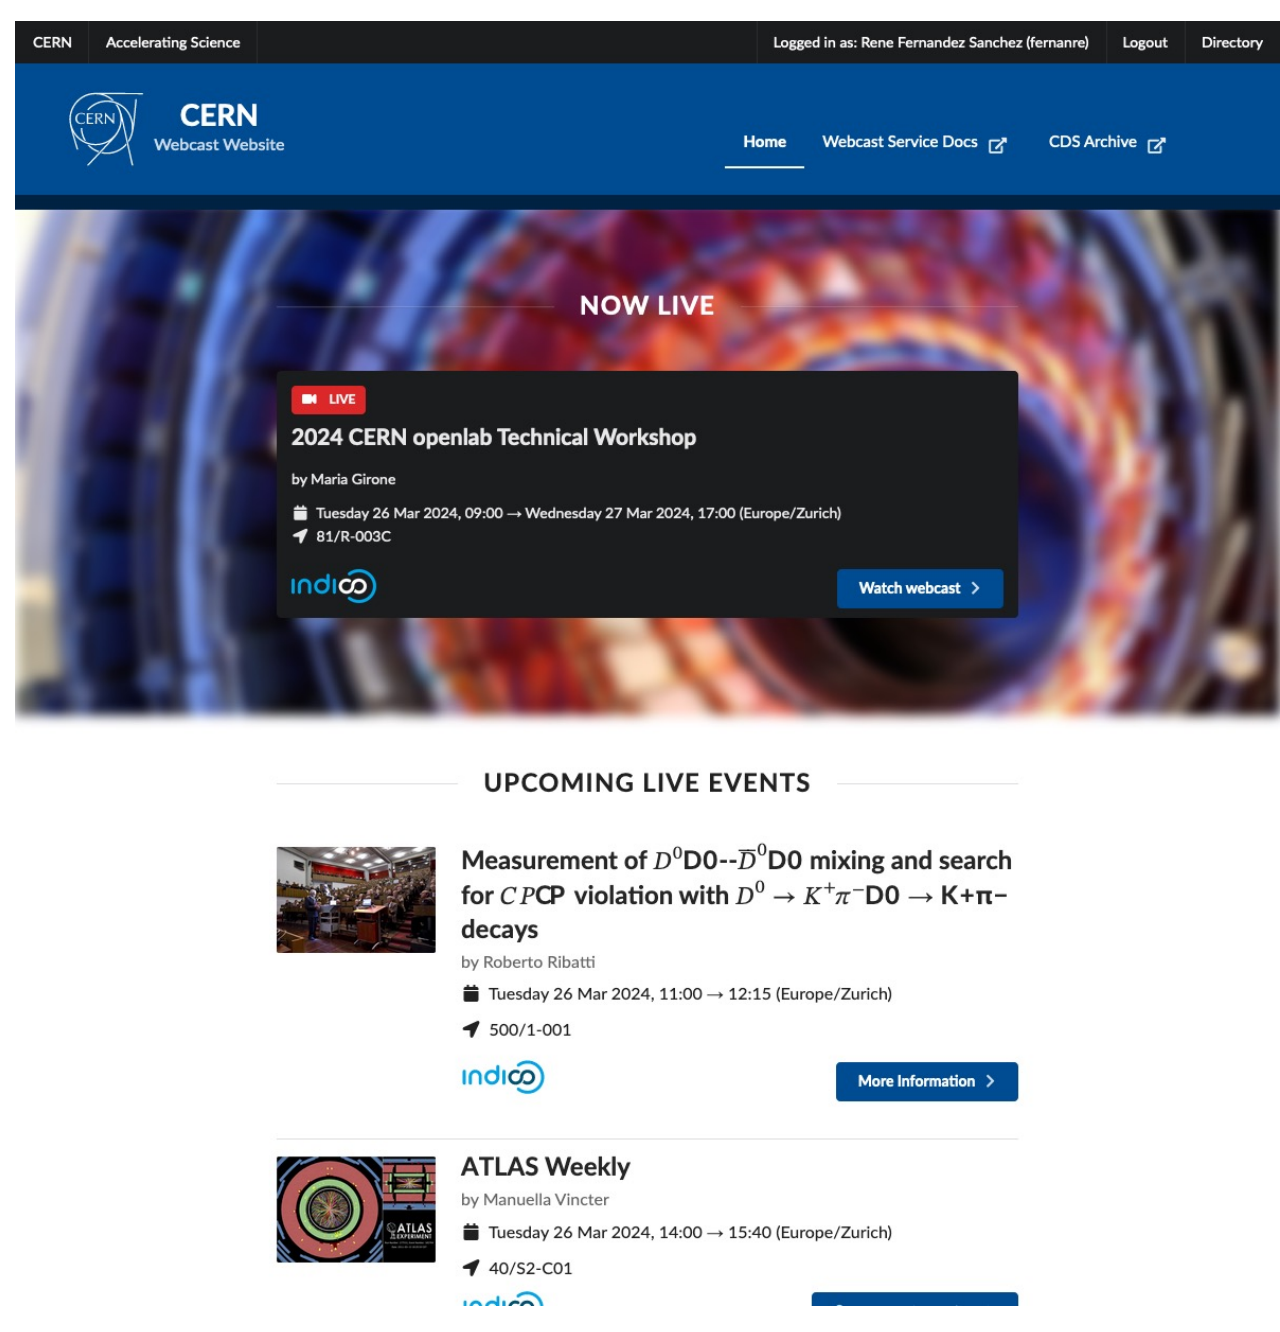 CERN Accelerating Science Logged in as: Rene Fernandez Sanchez (fernanre) Logout Directory
CERN
CERN
Webcast Website
Home Webcast Service Docs CDS Archive
NOW LIVE
LIVE
2024 CERN openlab Technical Workshop
by Maria Girone
Tuesday 26 Mar 2024, 09:00 → Wednesday 27 Mar 2024, 17:00 (Europe/Zurich)
81/R-003C
indico
Watch webcast
UPCOMING LIVE EVENTS
Measurement of D⁰D0--D̅⁰D0 mixing and search
for CPCP violation with D⁰ → K⁺π⁻D0 → K+π−
decays
by Roberto Ribatti
Tuesday 26 Mar 2024, 11:00 → 12:15 (Europe/Zurich)
500/1-001
indico
More Information
ATLAS Weekly
by Manuella Vincter
Tuesday 26 Mar 2024, 14:00 → 15:40 (Europe/Zurich)
ATLAS
EXPERIMENT
40/S2-C01
indico